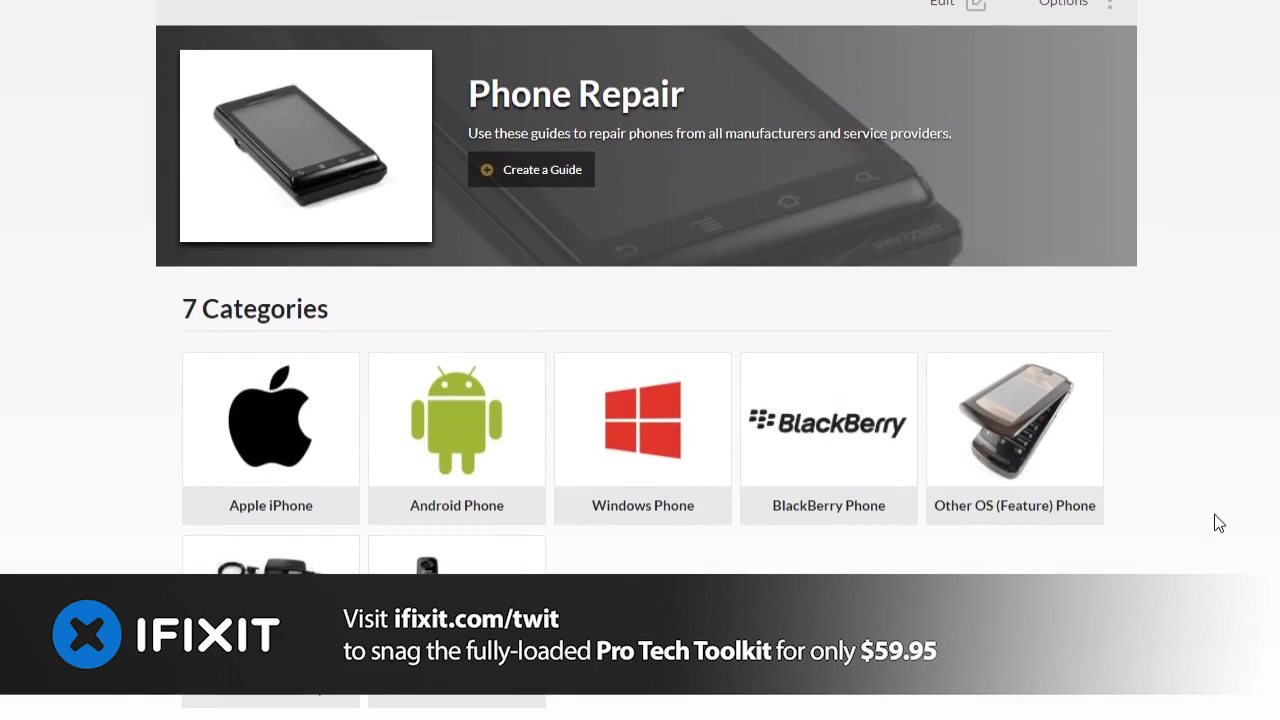 Edit
Options
Phone Repair
Use these guides to repair phones from all manufacturers and service providers.
Create a Guide
verizon
7 Categories
BlackBerry
Apple iPhone
Android Phone
Windows Phone
BlackBerry Phone
Other OS (Feature) Phone
IFIXIT
Visit ifixit.com/twit
to snag the fully-loaded Pro Tech Toolkit for only $59.95